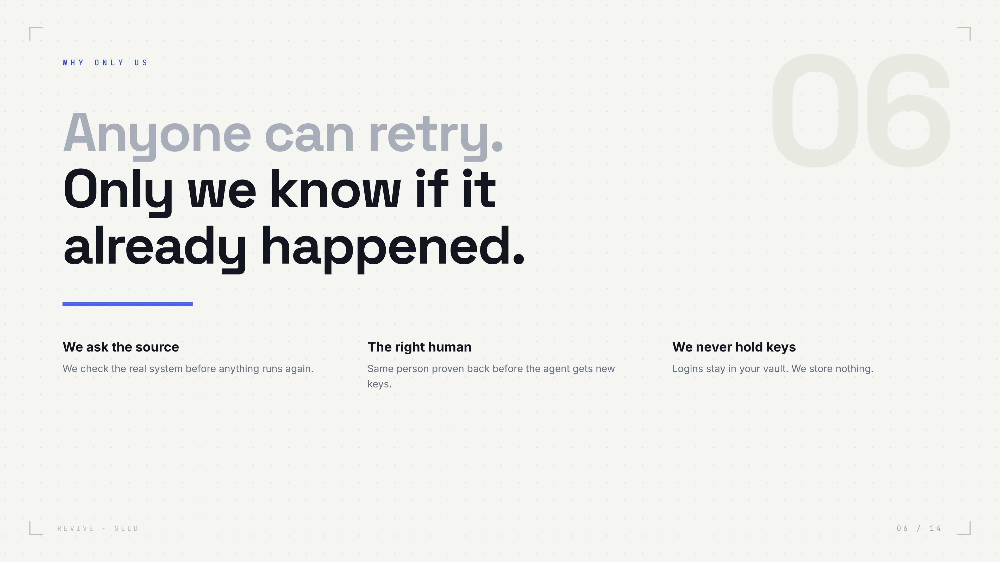 WHY ONLY US
06
Anyone can retry.
Only we know if it
already happened.
We ask the source
We check the real system before anything runs again.
The right human
Same person proven back before the agent gets new
keys.
We never hold keys
Logins stay in your vault. We store nothing.
REVIVE · SEED
06 / 14